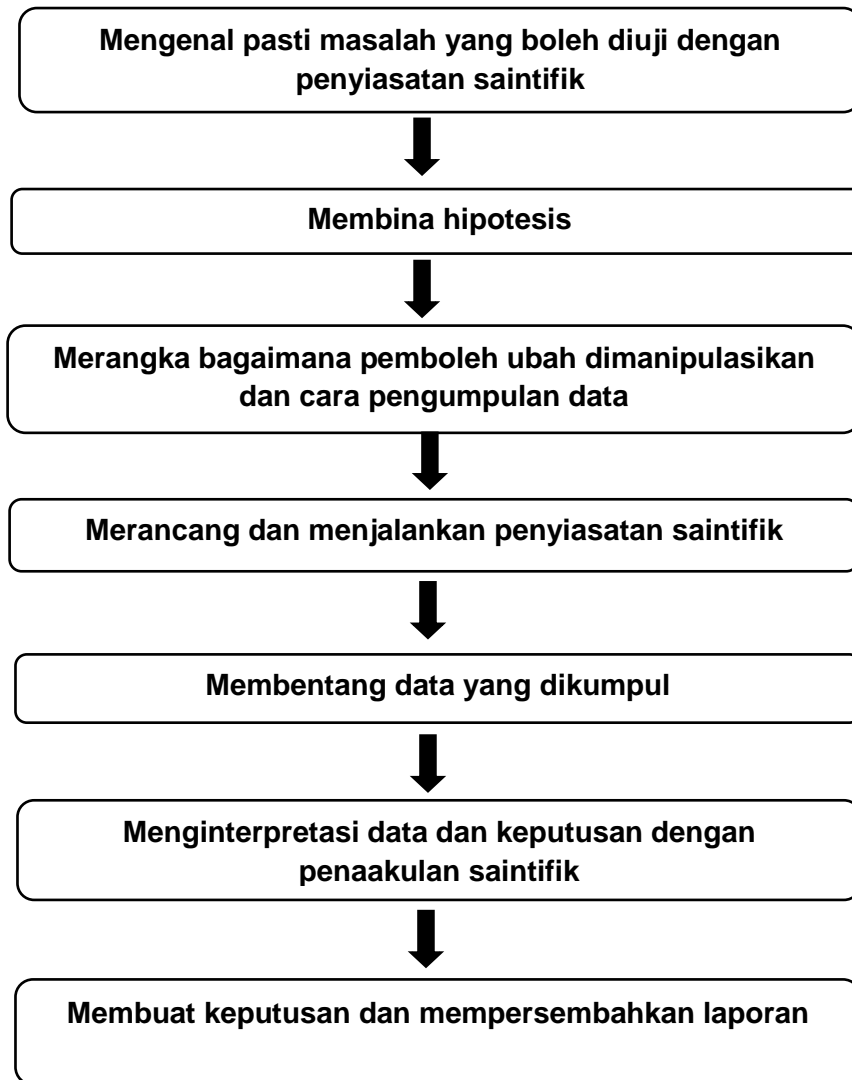 Mengenal pasti masalah yang boleh diuji dengan
penyiasatan saintifik
Membina hipotesis
Merangka bagaimana pemboleh ubah dimanipulasikan
dan cara pengumpulan data
Merancang dan menjalankan penyiasatan saintifik
Membentang data yang dikumpul
Menginterpretasi data dan keputusan dengan
penaakulan saintifik
Membuat keputusan dan mempersembahkan laporan